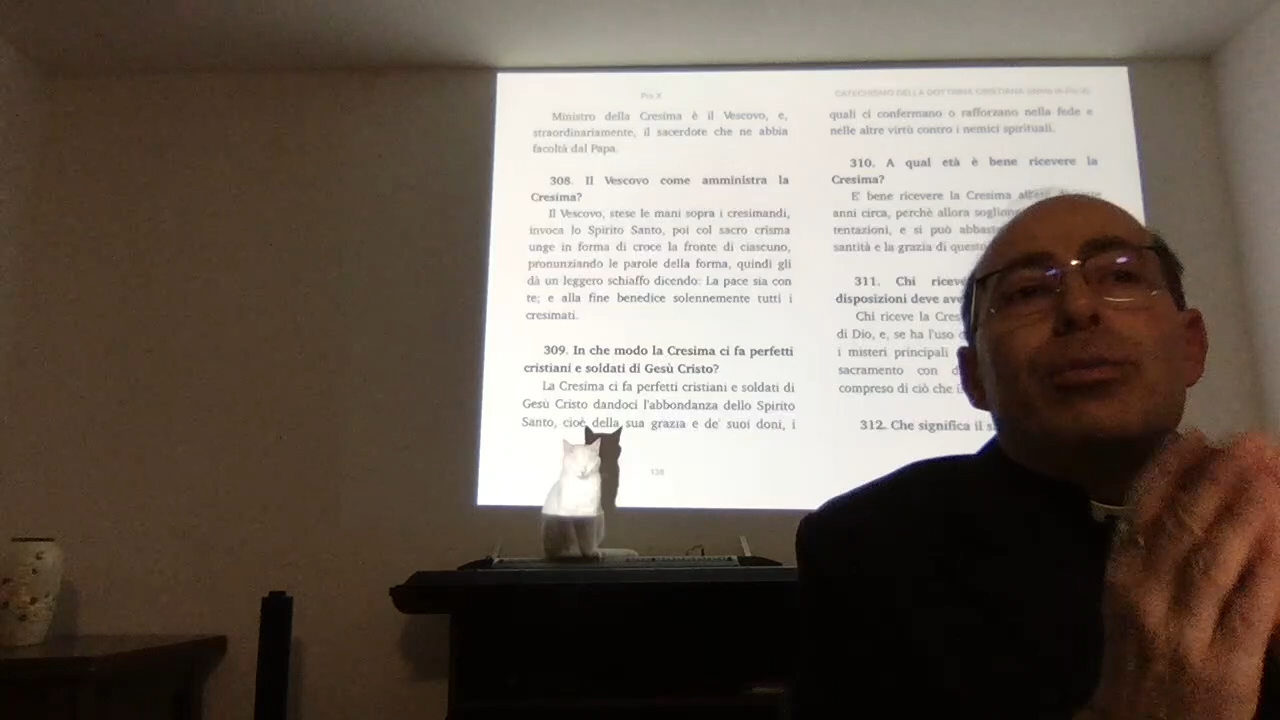 Pio X
Ministro della Cresima è il Vescovo, e,
straordinariamente, il sacerdote che ne abbia
facoltà dal Papa.
308. Il Vescovo come amministra la
Cresima?
Il Vescovo, stese le mani sopra i cresimandi,
invoca lo Spirito Santo, poi col sacro crisma
unge in forma di croce la fronte di ciascuno,
pronunziando le parole della forma, quindi gli
dà un leggero schiaffo dicendo: La pace sia con
te; e alla fine benedice solennemente tutti i
cresimati.
309. In che modo la Cresima ci fa perfetti
cristiani e soldati di Gesù Cristo?
La Cresima ci fa perfetti cristiani e soldati di
Gesù Cristo dandoci l'abbondanza dello Spirito
Santo, cioè della sua grazia e de' suoi doni, i
138
CATECHISMO DELLA DOTTRINA CRISTIANA
quali ci confermano o rafforzano nella fede e
nelle altre virtù contro i nemici spirituali.
310. A qual età è bene ricevere la
Cresima?
E' bene ricevere la Cresima
anni circa, perchè allora
tentazioni, e si può
santità e la grazia di
311. Chi
disposizioni deve
Chi riceve la
di Dio, e, se ha l'uso
i misteri principali
sacramento con
compreso di ciò che
312. Che significa il